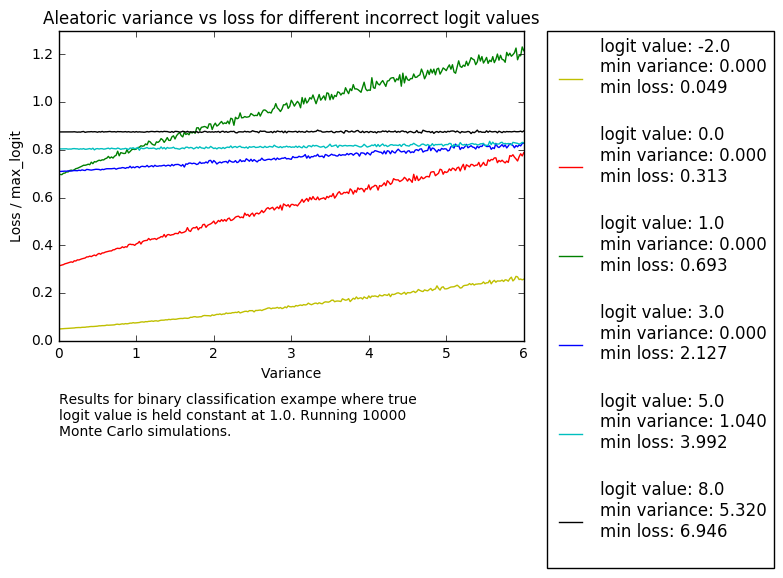 Aleatoric variance vs loss for different incorrect logit values
Loss / max_logit
1.2
1.0
0.8
0.6
0.4
0.2
0.0
0 1 2 3 4 5 6
Variance
Results for binary classification exampe where true
logit value is held constant at 1.0. Running 10000
Monte Carlo simulations.
logit value: -2.0
min variance: 0.000
min loss: 0.049
logit value: 0.0
min variance: 0.000
min loss: 0.313
logit value: 1.0
min variance: 0.000
min loss: 0.693
logit value: 3.0
min variance: 0.000
min loss: 2.127
logit value: 5.0
min variance: 1.040
min loss: 3.992
logit value: 8.0
min variance: 5.320
min loss: 6.946